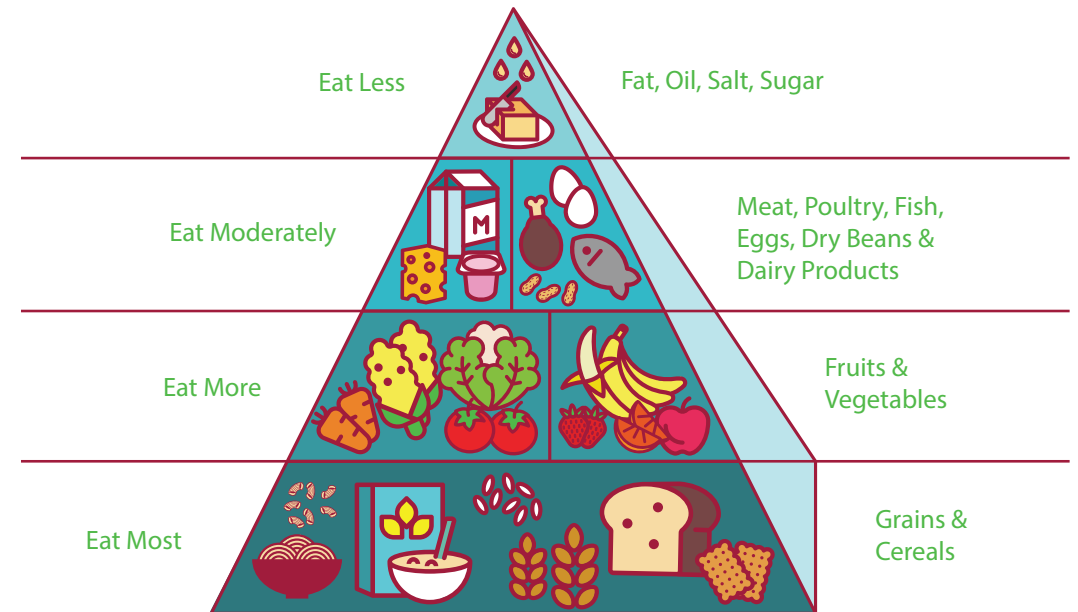 Eat Less
Fat, Oil, Salt, Sugar
Eat Moderately
M
Meat, Poultry, Fish,
Eggs, Dry Beans &
Dairy Products
Eat More
Fruits &
Vegetables
Eat Most
Grains &
Cereals